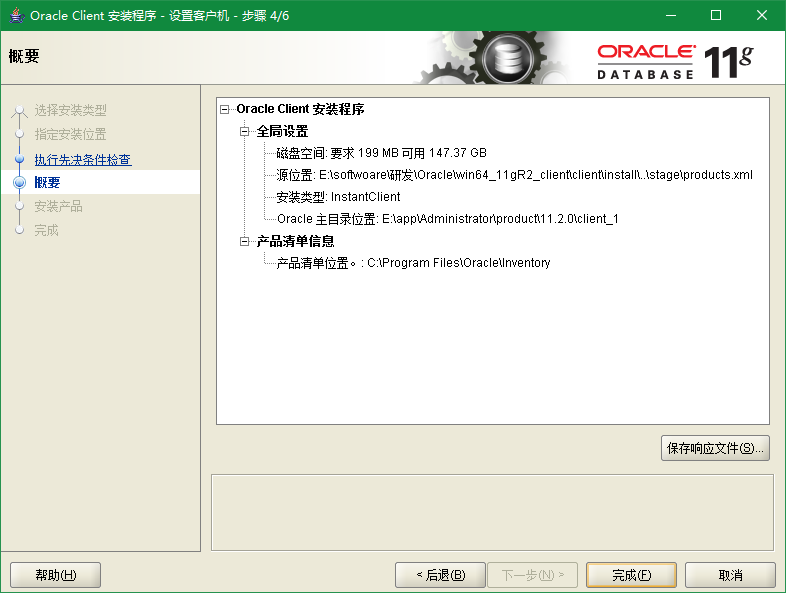 Oracle Client 安装程序 - 设置客户机 - 步骤 4/6
概要
ORACLE
DATABASE
11g
选择安装类型
指定安装位置
执行先决条件检查
概要
安装产品
完成
Oracle Client 安装程序
全局设置
磁盘空间: 要求 199 MB 可用 147.37 GB
源位置: E:\softwoare\研发\Oracle\win64_11gR2_client\client\install\..\stage\products.xml
安装类型: InstantClient
Oracle 主目录位置: E:\app\Administrator\product\11.2.0\client_1
产品清单信息
产品清单位置。: C:\Program Files\Oracle\Inventory
保存响应文件(S)...
帮助(H)
< 后退(B)
下一步(N) >
完成(F)
取消